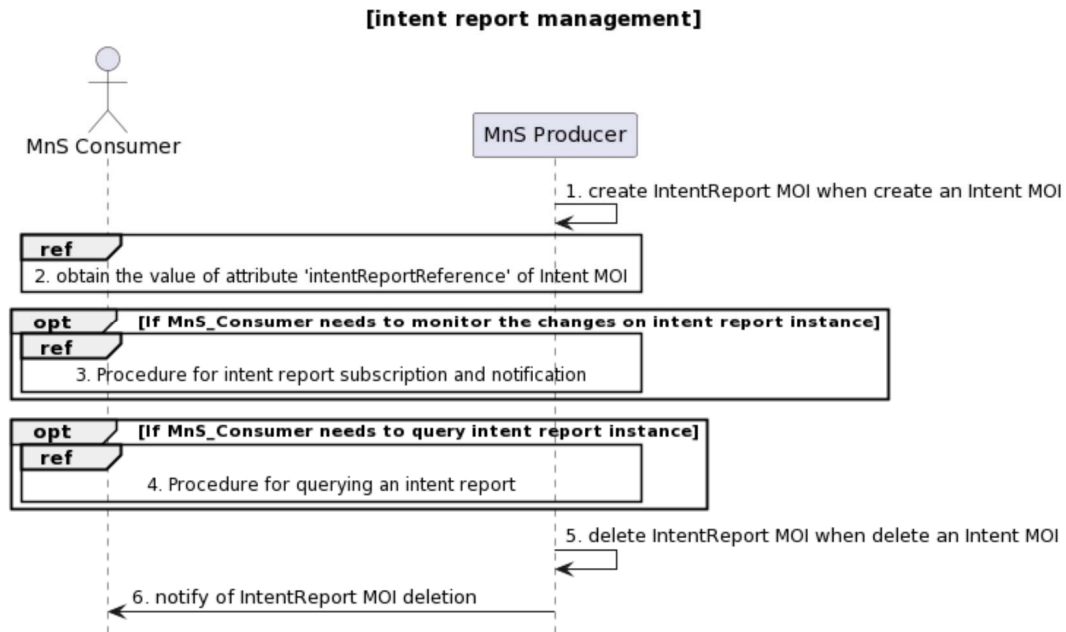 [intent report management]
MnS Consumer
MnS Producer
1. create IntentReport MOI when create an Intent MOI
ref
2. obtain the value of attribute 'intentReportReference' of Intent MOI
opt [If MnS_Consumer needs to monitor the changes on intent report instance]
ref
3. Procedure for intent report subscription and notification
opt [If MnS_Consumer needs to query intent report instance]
ref
4. Procedure for querying an intent report
5. delete IntentReport MOI when delete an Intent MOI
6. notify of IntentReport MOI deletion